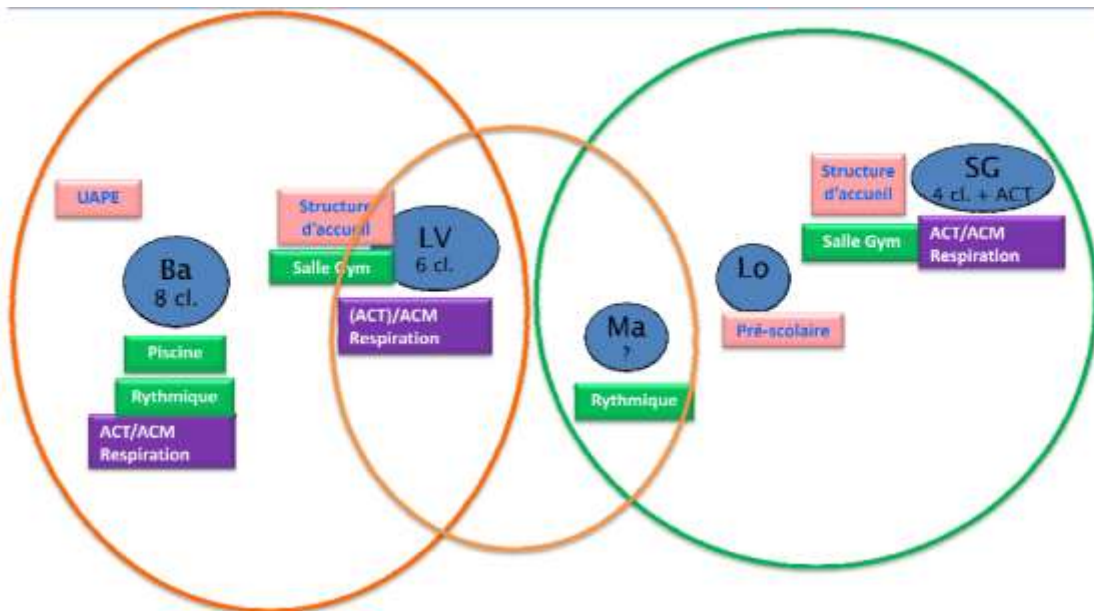 UAPE
Ba
8 cl.
Piscine
Rythmique
ACT/ACM
Respiration
Structure
d'accueil
Salle Gym
LV
6 cl.
(ACT)/ACM
Respiration
Ma
?
Rythmique
Lo
Pré-scolaire
Structure
d'accueil
Salle Gym
SG
4 cl. + ACT
ACT/ACM
Respiration